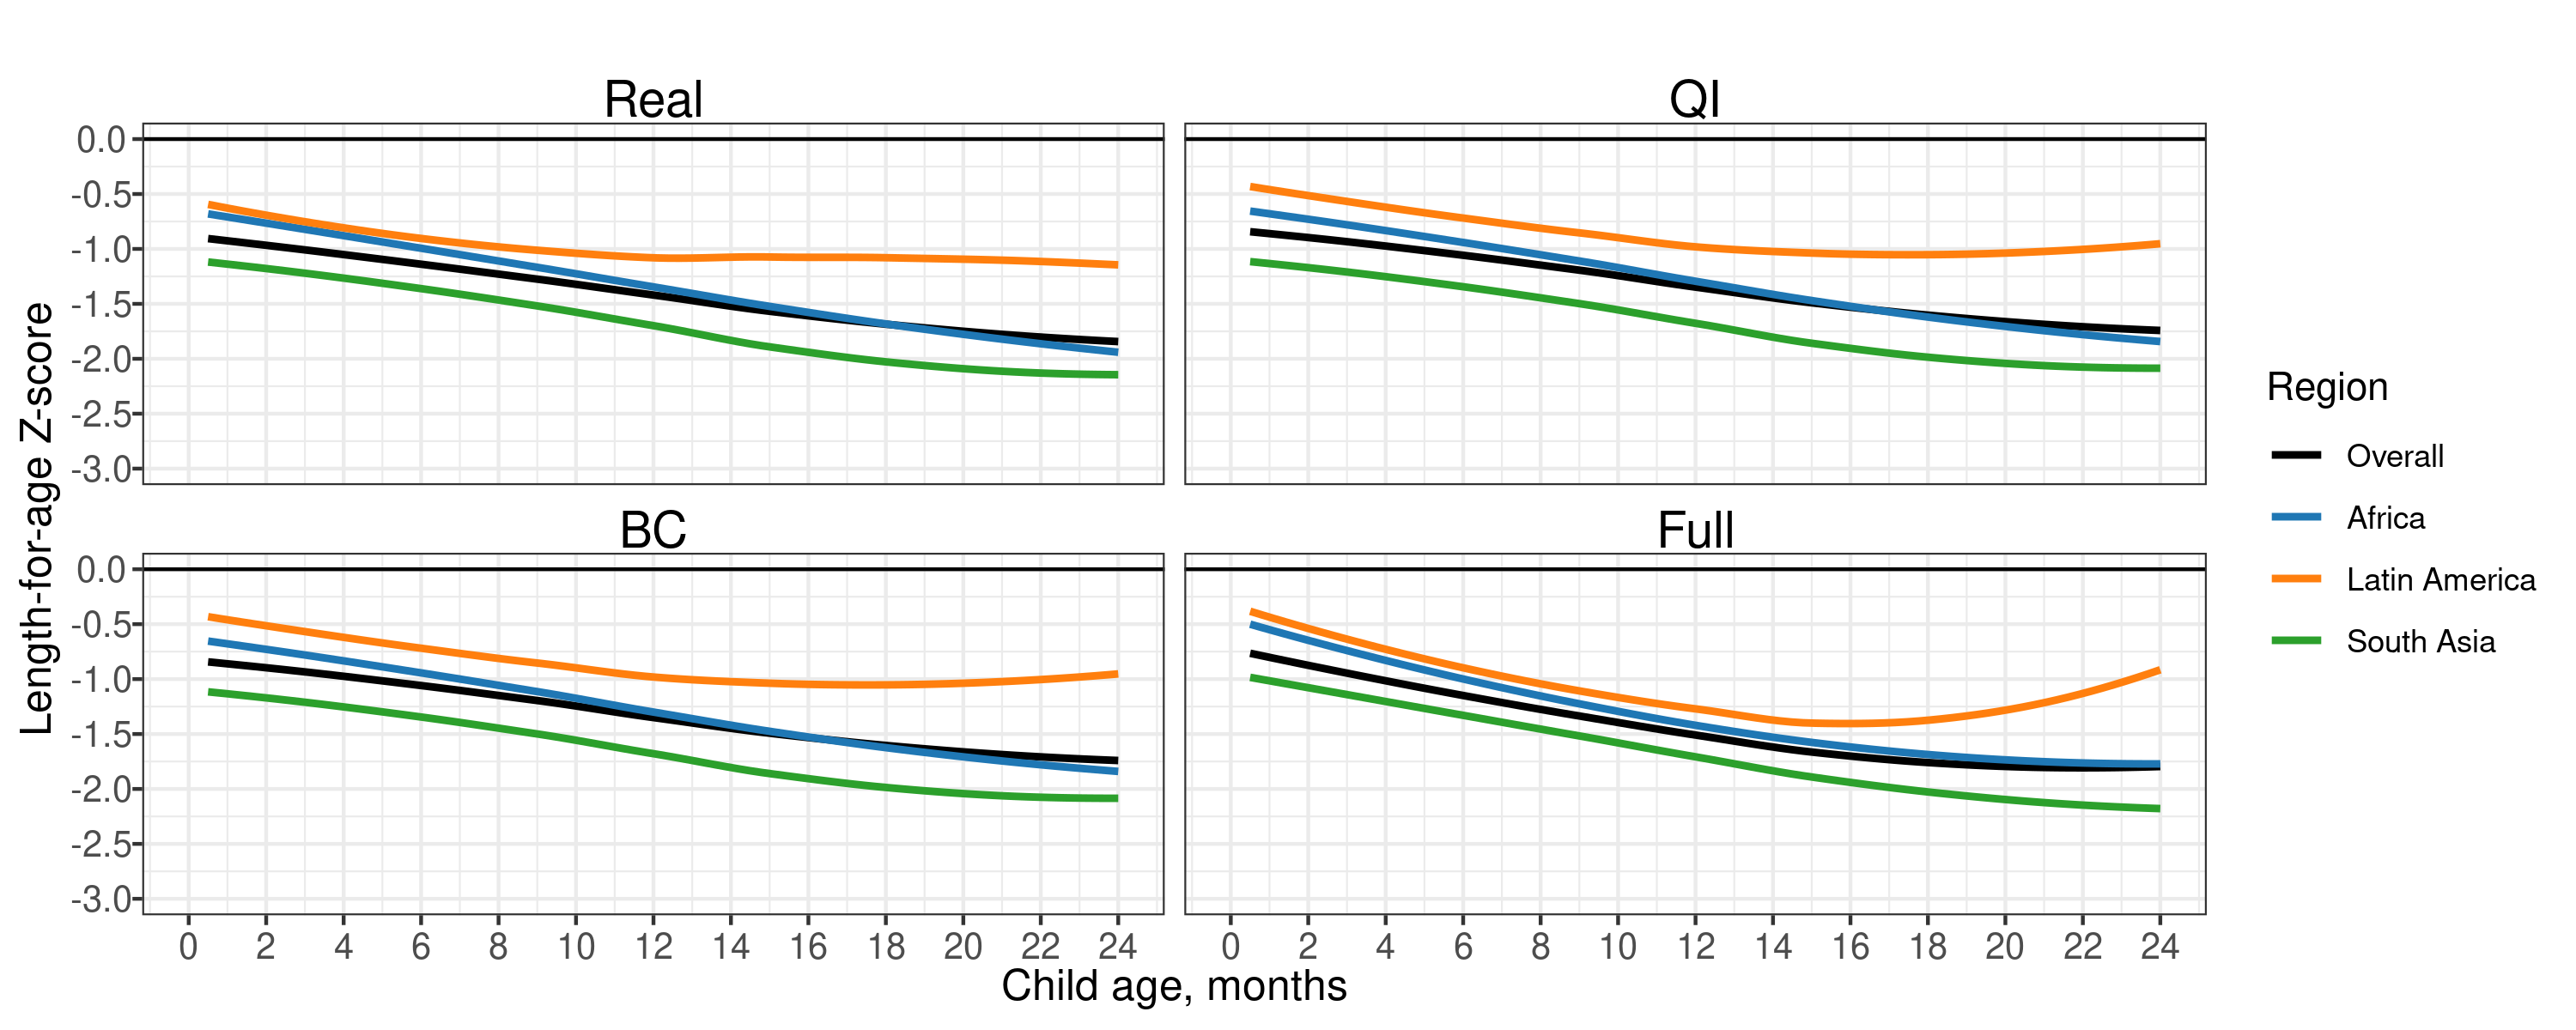 Real
QI
0.0
-0.5
-1.0
-1.5
-2.0
-2.5
-3.0
BC
Full
0.0
-0.5
-1.0
-1.5
-2.0
-2.5
-3.0
0 2 4 6 8 10 12 14 16 18 20 22 24
0 2 4 6 8 10 12 14 16 18 20 22 24
Child age, months
Length-for-age Z-score
Region
Overall
Africa
Latin America
South Asia